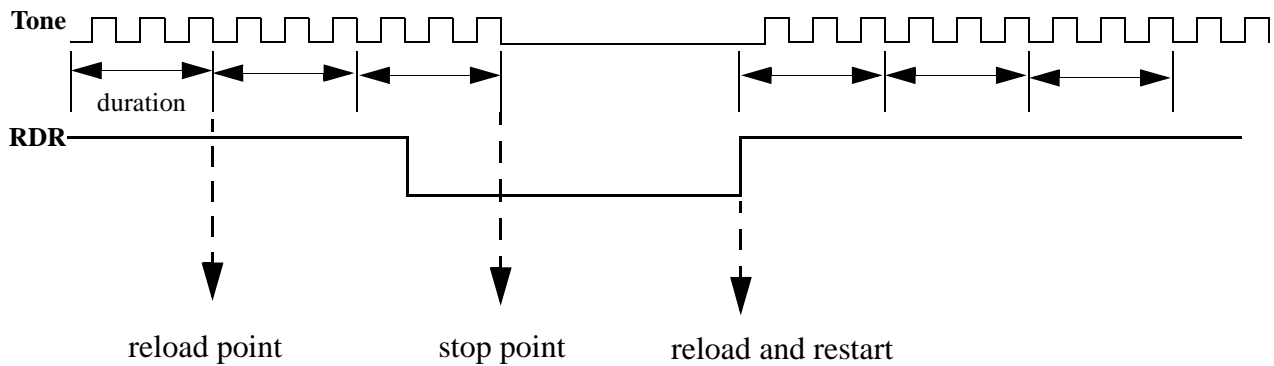 Tone
duration
RDR
reload point
stop point
reload and restart